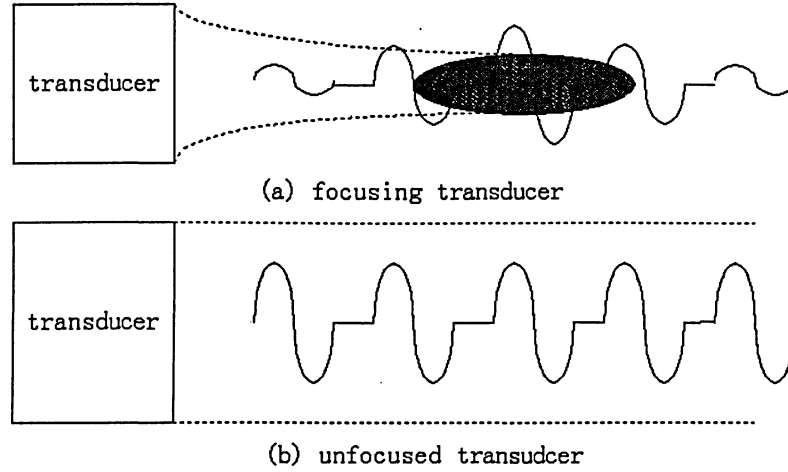 transducer
(a) focusing transducer
transducer
(b) unfocused transudcer